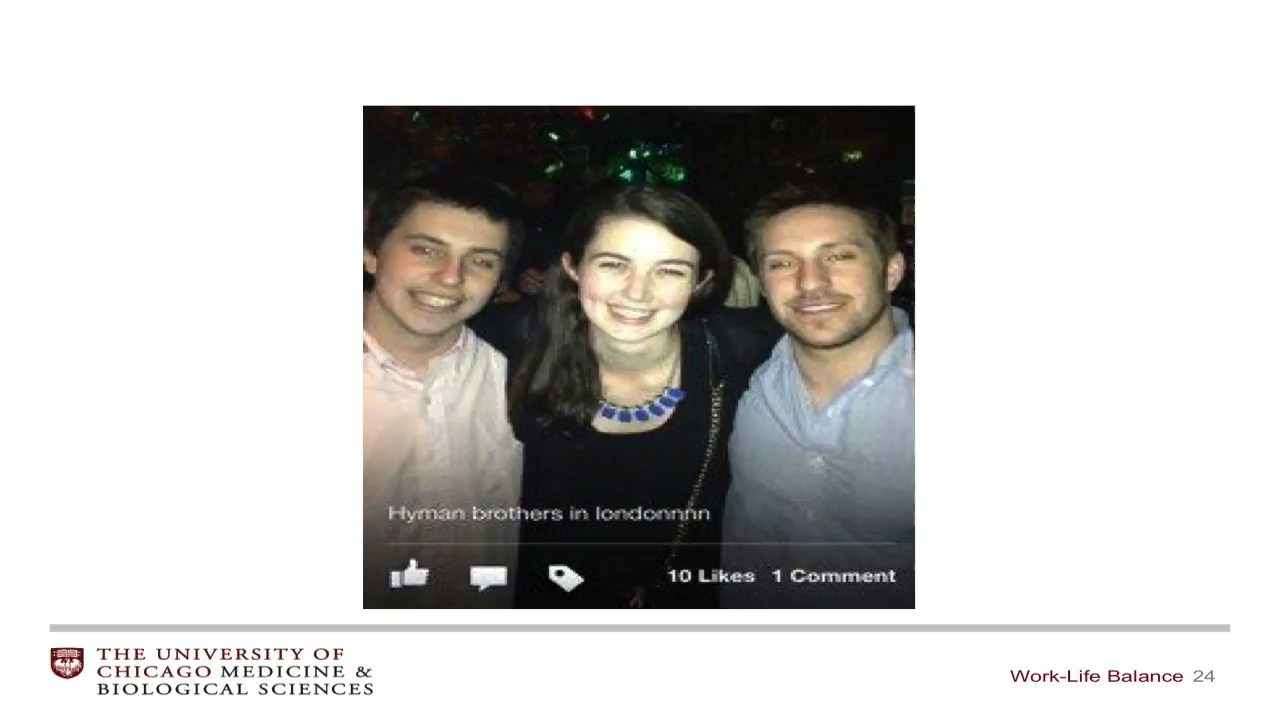 Hyman brothers in londonnnn
10 Likes 1 Comment
THE UNIVERSITY OF
CHICAGO MEDICINE &
BIOLOGICAL SCIENCES
Work-Life Balance 24